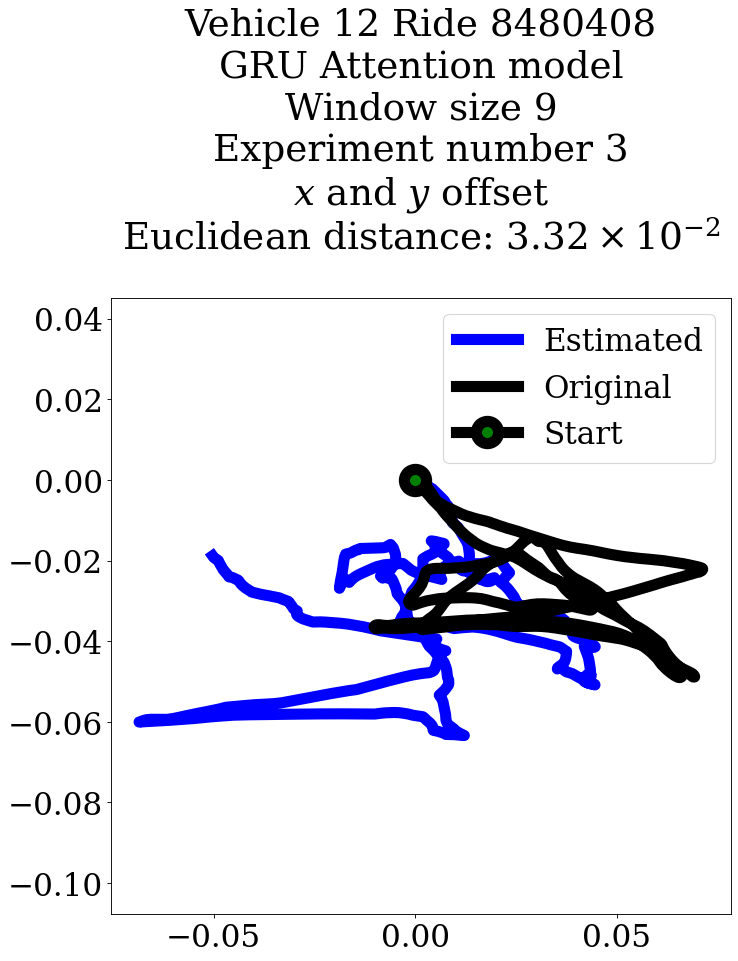 Vehicle 12 Ride 8480408
GRU Attention model
Window size 9
Experiment number 3
x and y offset
Euclidean distance: 3.32 × 10⁻²
Estimated
Original
Start
0.04
0.02
0.00
−0.02
−0.04
−0.06
−0.08
−0.10
−0.05 0.00 0.05